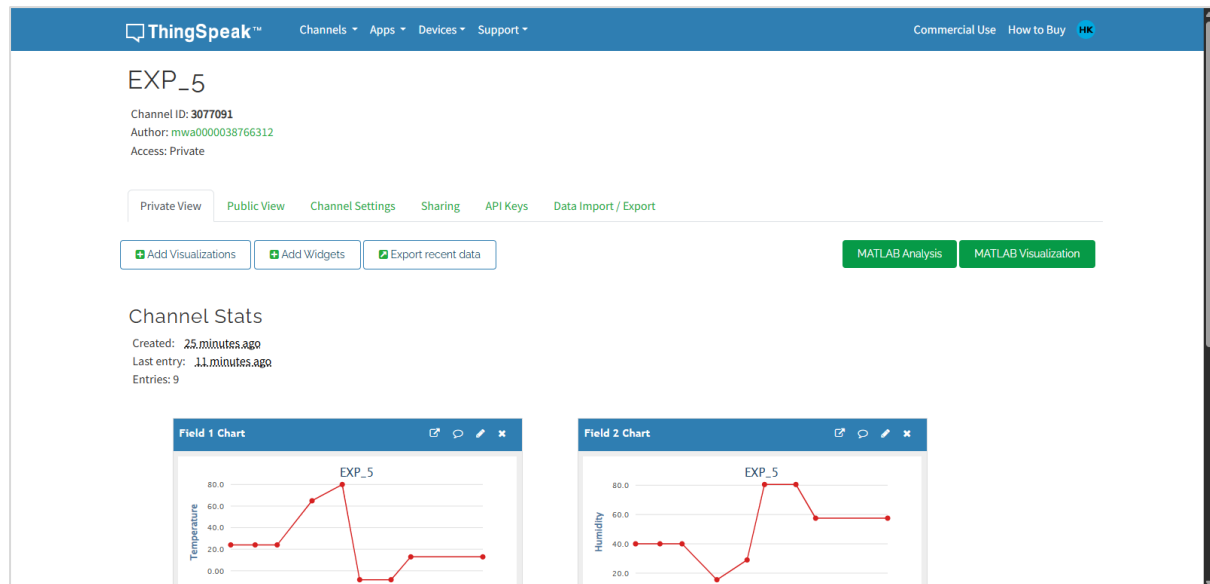 ThingSpeak™ Channels Apps Devices Support Commercial Use How to Buy HK
EXP_5
Channel ID: 3077091
Author: mwa0000038766312
Access: Private
Private View Public View Channel Settings Sharing API Keys Data Import / Export
Add Visualizations Add Widgets Export recent data MATLAB Analysis MATLAB Visualization
Channel Stats
Created: 25 minutes ago
Last entry: 11 minutes ago
Entries: 9
Field 1 Chart
EXP_5
Temperature
80.0
60.0
40.0
20.0
0.00
Field 2 Chart
EXP_5
Humidity
80.0
60.0
40.0
20.0